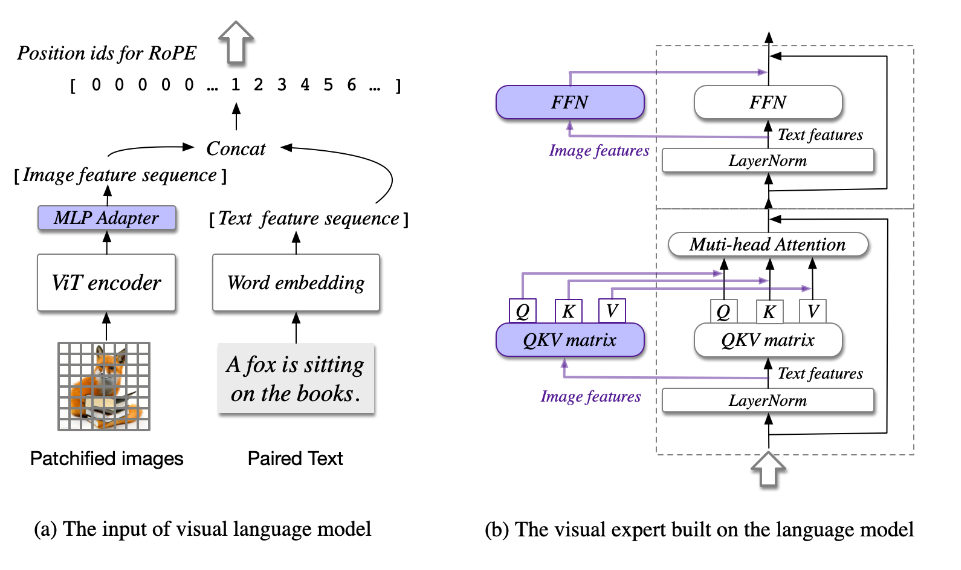 Position ids for RoPE
[ 0 0 0 0 0 ... 1 2 3 4 5 6 ... ]
Concat
[Image feature sequence]
MLP Adapter
[Text feature sequence]
ViT encoder
Word embedding
A fox is sitting
on the books.
Patchified images
Paired Text
(a) The input of visual language model
FFN
FFN
Text features
Image features
LayerNorm
Muti-head Attention
Q
K
V
Q
K
V
QKV matrix
QKV matrix
Text features
Image features
LayerNorm
(b) The visual expert built on the language model